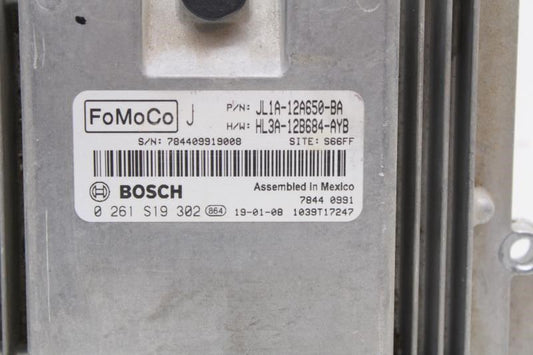 FoMoCo J P/N: JL1A-12A650-BA
H/W: HL3A-12B684-AYB
S/N: 784409919008 SITE: S66FF
BOSCH Assembled in Mexico
7844 0991
0 261 S19 302 864 19-01-08 1039T17247